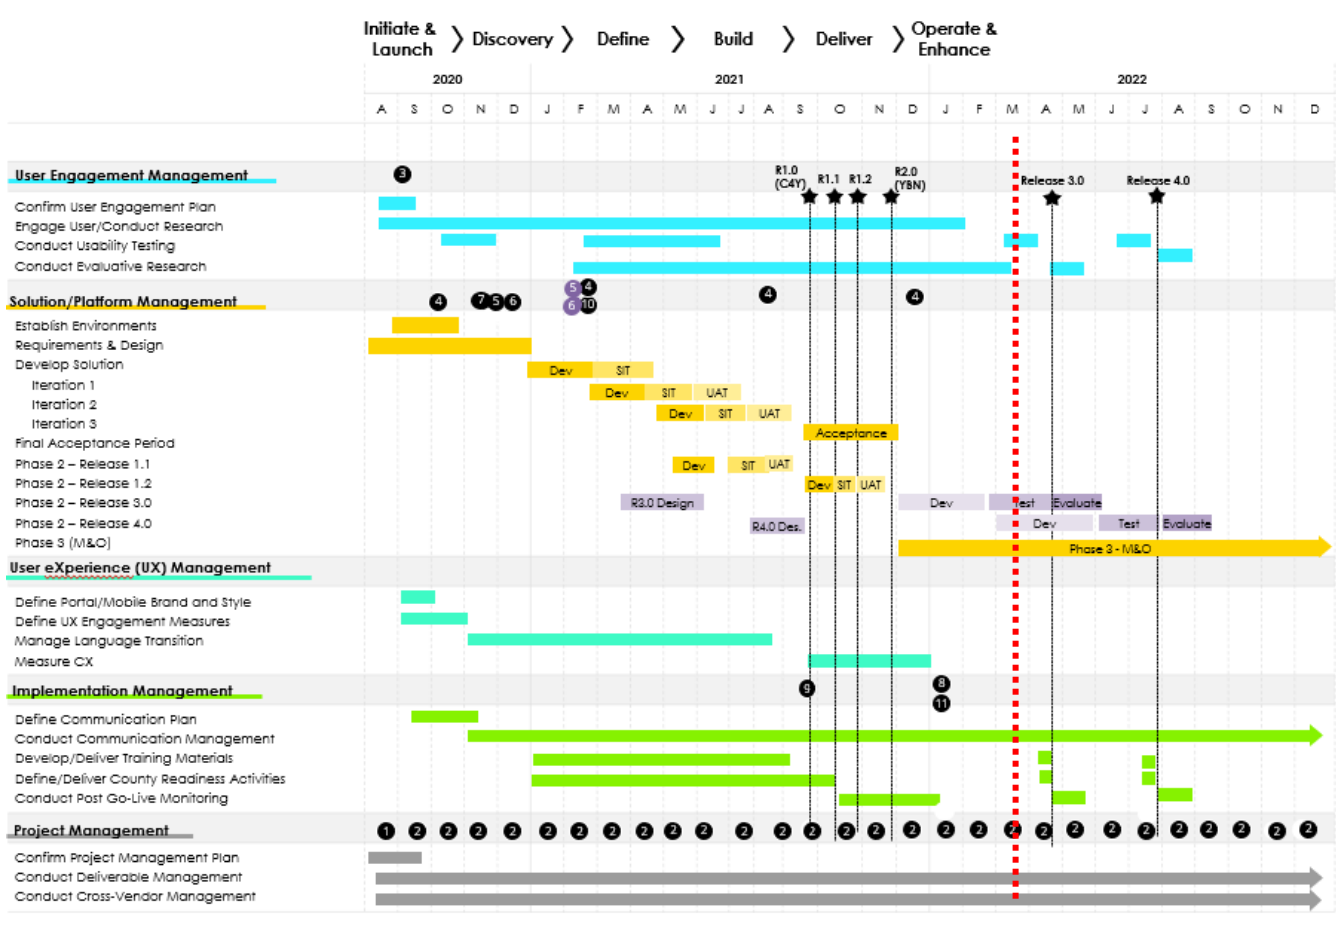 Initiate & Launch
Discovery
Define
Build
Deliver
Operate & Enhance
2020 2021 2022
A S O N D J F M A M J J A S O N D J F M A M J J A S O N D
User Engagement Management
3
R1.0 (C4Y)
R1.1
R1.2
R2.0 (YBN)
Release 3.0
Release 4.0
Confirm User Engagement Plan
Engage User/Conduct Research
Conduct Usability Testing
Conduct Evaluative Research
Solution/Platform Management
4 7 5 6 5 4 4 4
6 10
Establish Environments
Requirements & Design
Develop Solution
Dev SIT
Iteration 1
Dev SIT UAT
Iteration 2
Dev SIT UAT
Iteration 3
Final Acceptance Period
Acceptance
Phase 2 – Release 1.1
Dev SIT UAT
Phase 2 – Release 1.2
Dev SIT UAT
Phase 2 – Release 3.0
R3.0 Design Dev Test Evaluate
Phase 2 – Release 4.0
R4.0 Des. Dev Test Evaluate
Phase 3 (M&O)
Phase 3 - M&O
User eXperience (UX) Management
Define Portal/Mobile Brand and Style
Define UX Engagement Measures
Manage Language Transition
Measure CX
Implementation Management
9 8
11
Define Communication Plan
Conduct Communication Management
Develop/Deliver Training Materials
Define/Deliver County Readiness Activities
Conduct Post Go-Live Monitoring
Project Management
1 2 2 2 2 2 2 2 2 2 2 2 2 2 2 2 2 2 2 2 2 2 2 2 2 2 2 2 2
Confirm Project Management Plan
Conduct Deliverable Management
Conduct Cross-Vendor Management